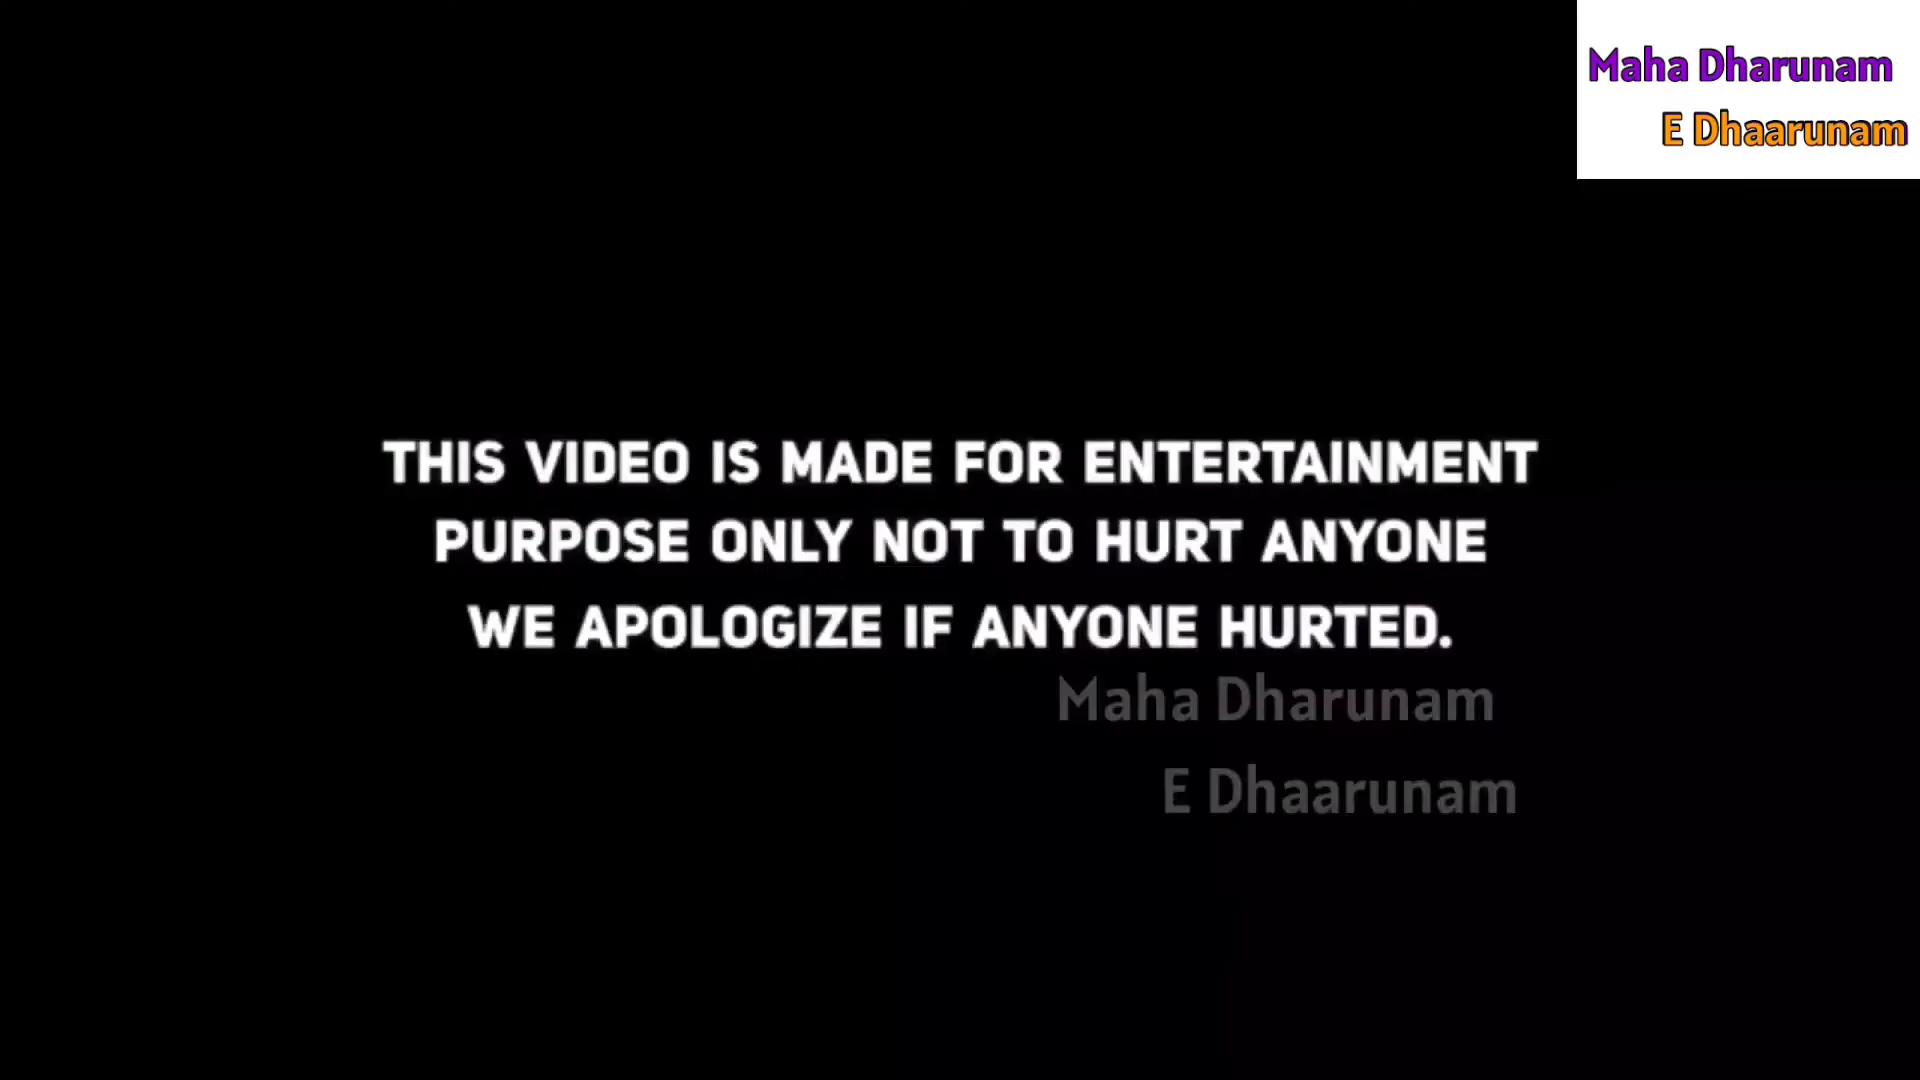 Maha Dharunam
E Dhaarunam
THIS VIDEO IS MADE FOR ENTERTAINMENT
PURPOSE ONLY NOT TO HURT ANYONE
WE APOLOGIZE IF ANYONE HURTED.
Maha Dharunam
E Dhaarunam